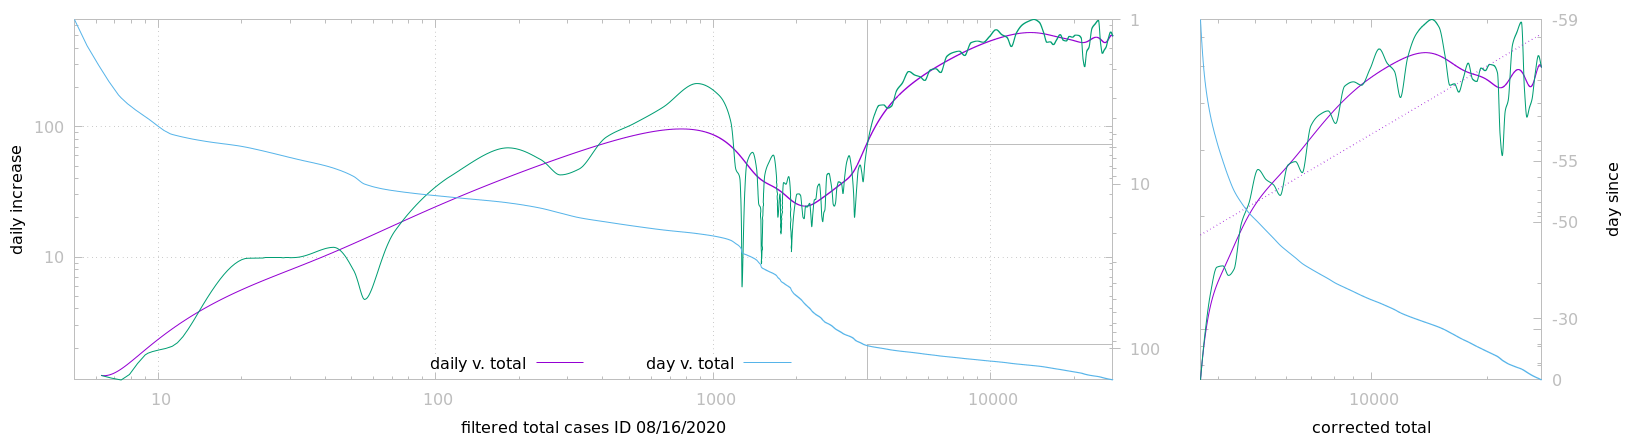 daily increase
100
10
1
10
100
daily v. total
day v. total
10
100
1000
10000
filtered total cases ID 08/16/2020
-59
-55
-50
-30
0
day since
10000
corrected total